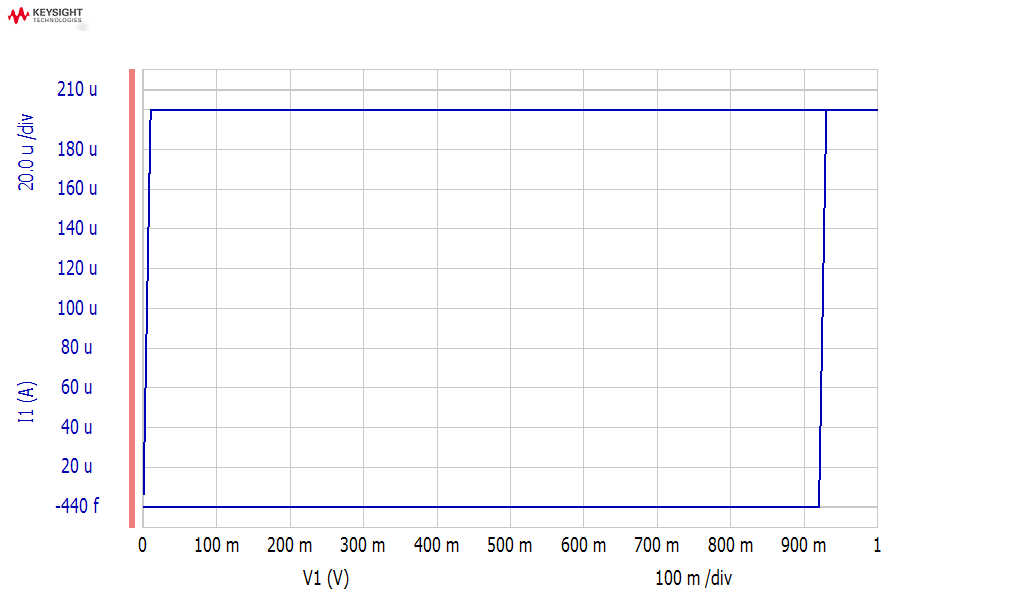 KEYSIGHT
TECHNOLOGIES
20.0 u /div
I1 (A)
210 u
180 u
160 u
140 u
120 u
100 u
80 u
60 u
40 u
20 u
-440 f
0 100 m 200 m 300 m 400 m 500 m 600 m 700 m 800 m 900 m 1
V1 (V) 100 m /div